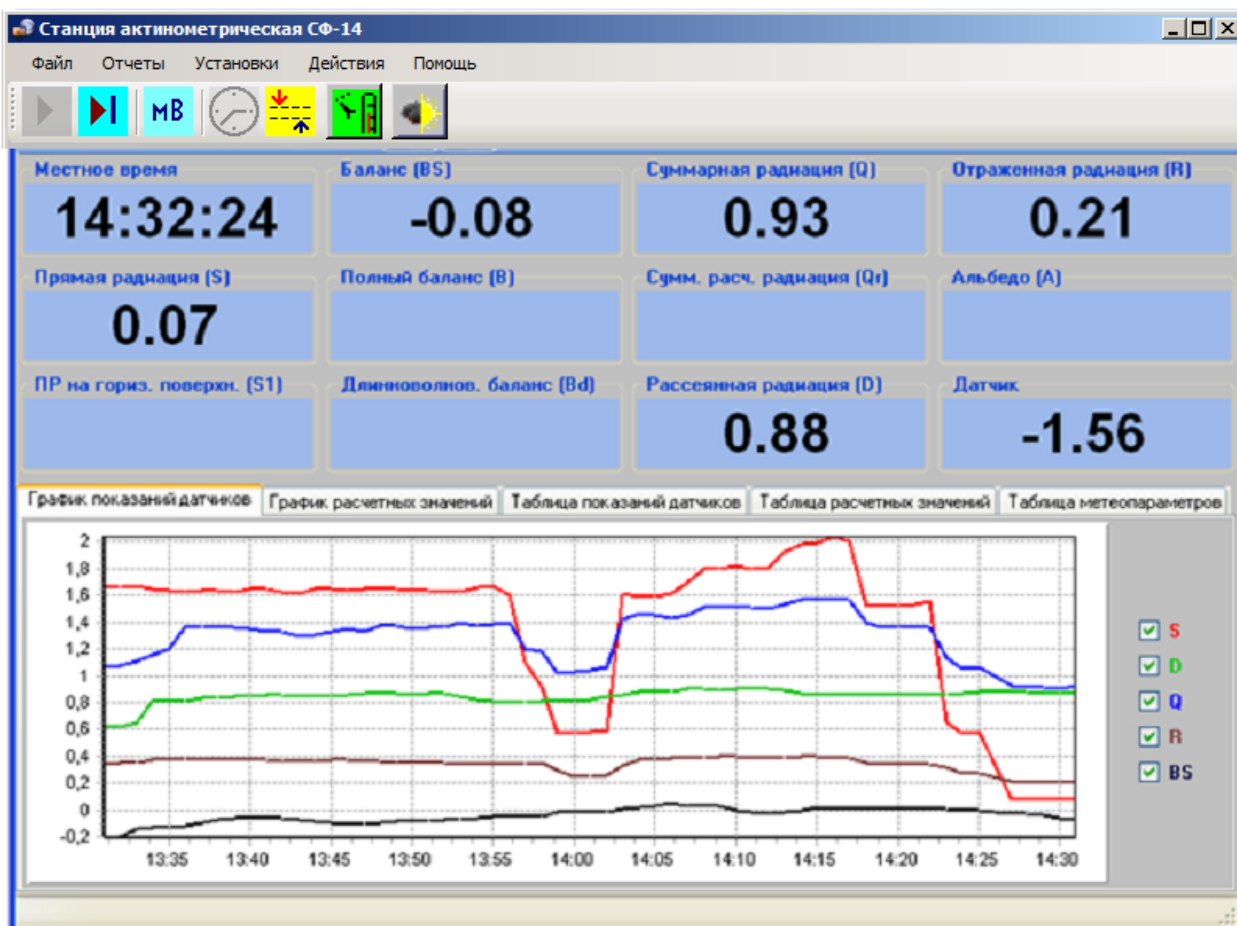 Станция актинометрическая СФ-14
Файл Отчеты Установки Действия Помощь
мВ
Местное время Баланс (BS) Суммарная радиация (Q) Отраженная радиация (R)
14:32:24 -0.08 0.93 0.21
Прямая радиация (S) Полный баланс (B) Сумм. расч. радиация (Qr) Альбедо (A)
0.07
ПР на гориз. поверхн. (S1) Длинноволнов. баланс (Bd) Рассеянная радиация (D) Датчик
0.88 -1.56
График показаний датчиков График расчетных значений Таблица показаний датчиков Таблица расчетных значений Таблица метеопараметров
2
1,8
1,6
1,4
1,2
1
0,8
0,6
0,4
0,2
0
-0,2
13:35 13:40 13:45 13:50 13:55 14:00 14:05 14:10 14:15 14:20 14:25 14:30
S
D
Q
R
BS